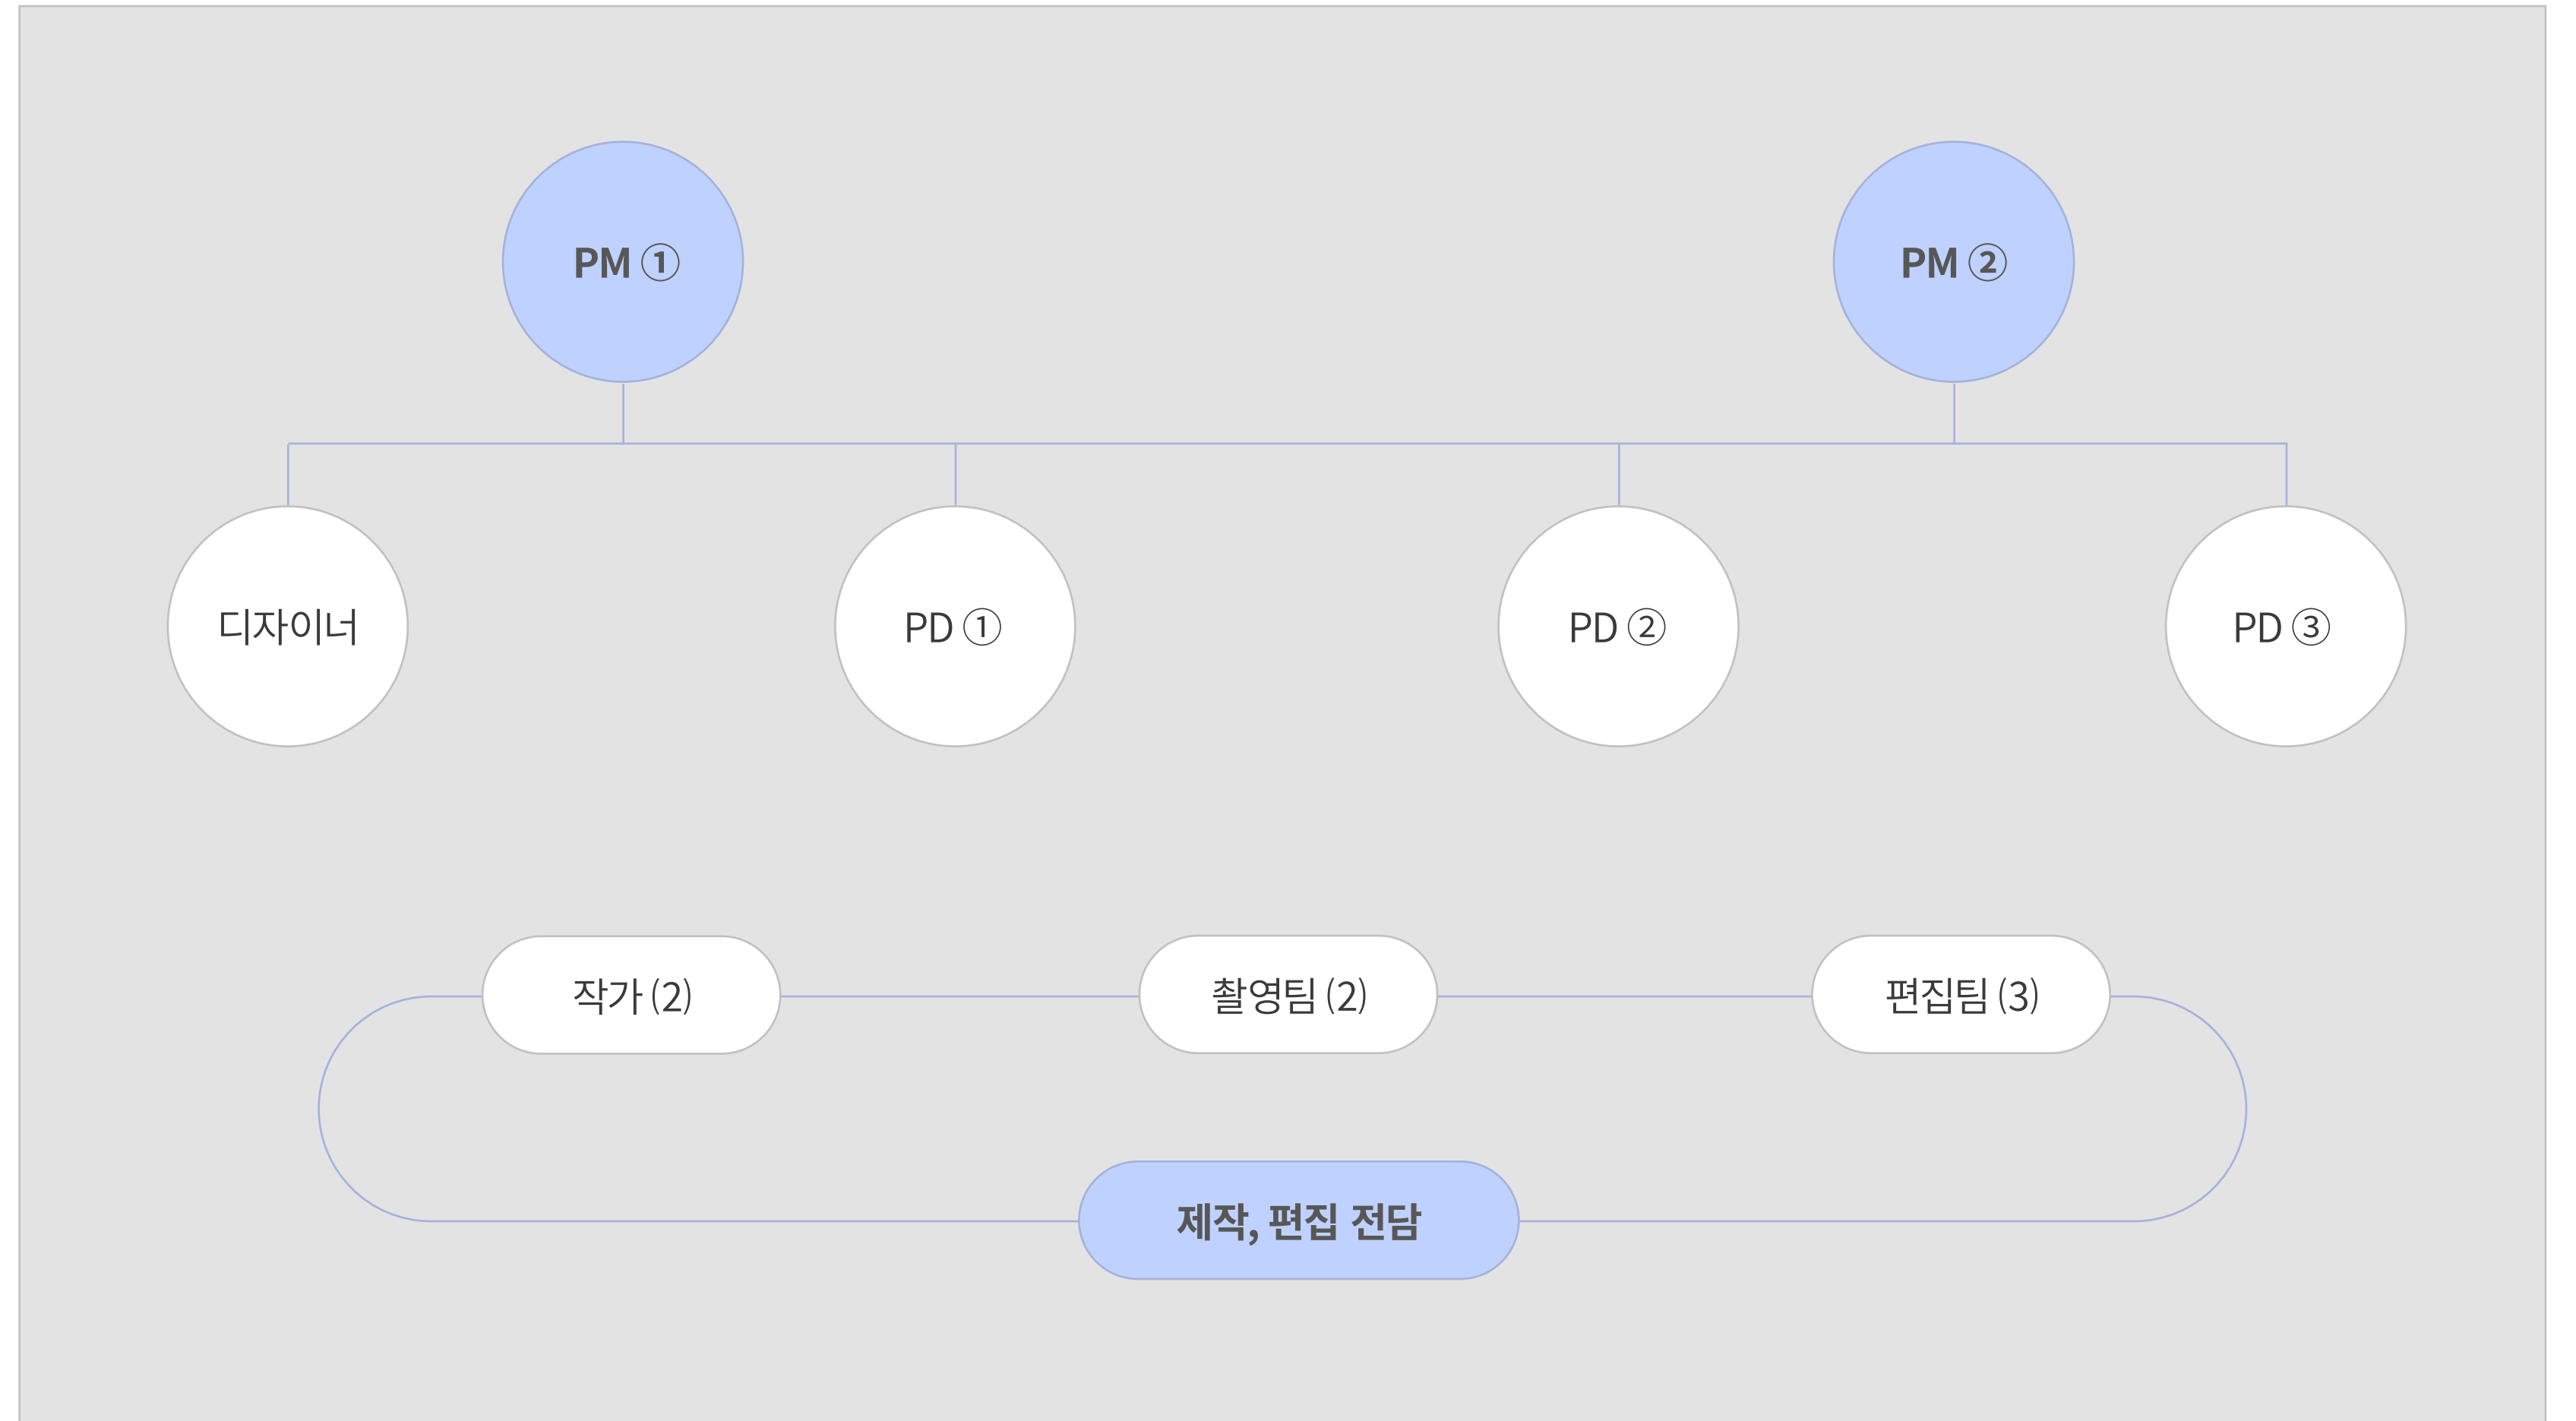 PM ①
PM ②
디자이너
PD ①
PD ②
PD ③
작가 (2)
촬영팀 (2)
편집팀 (3)
제작, 편집 전담